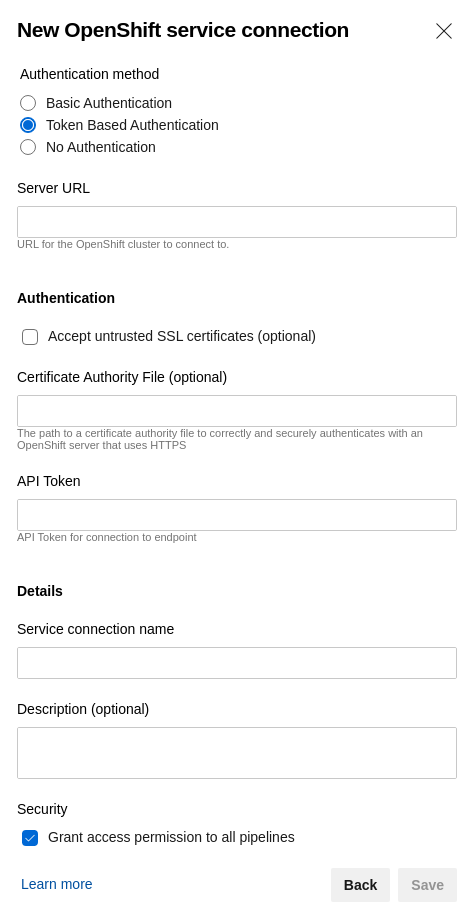 New OpenShift service connection
Authentication method
Basic Authentication
Token Based Authentication
No Authentication
Server URL
URL for the OpenShift cluster to connect to.
Authentication
Accept untrusted SSL certificates (optional)
Certificate Authority File (optional)
The path to a certificate authority file to correctly and securely authenticates with an
OpenShift server that uses HTTPS
API Token
API Token for connection to endpoint
Details
Service connection name
Description (optional)
Security
Grant access permission to all pipelines
Learn more
Back
Save